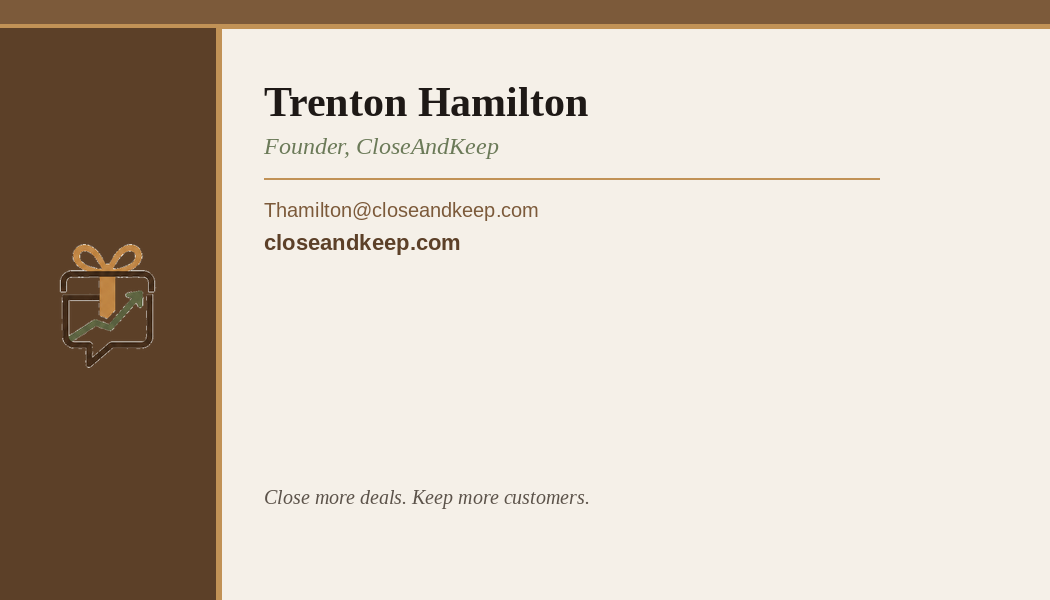 Trenton Hamilton
Founder, CloseAndKeep
Thamilton@closeandkeep.com
closeandkeep.com
Close more deals. Keep more customers.